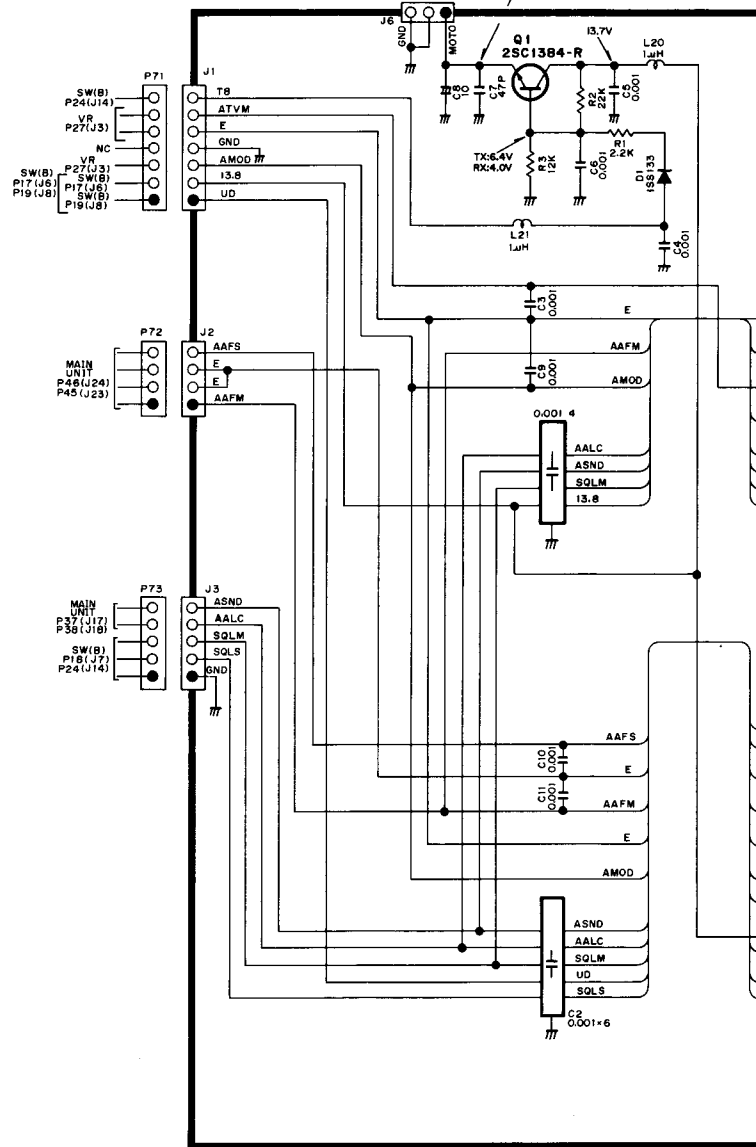 J6
GND
MOTO
Q1
2SC1384-R
13.7V
L20
1μH
C8
10
C7
47P
R2
22K
C5
0.001
TX:6.4V
RX:4.0V
R3
12K
C6
0.001
R1
2.2K
D1
1SS133
L21
1μH
C4
0.001
P71
J1
SW(B)
P24(J14)
VR
P27(J3)
NC
VR
P27(J3)
SW(B)
P17(J6)
P19(J8)
SW(B)
P17(J6)
SW(B)
P19(J8)
T8
ATVM
E
GND
AMOD
13.8
UD
C3
0.001
E
AAFM
C9
0.001
AMOD
P72
J2
MAIN
UNIT
P46(J24)
P45(J23)
AAFS
E
E
AAFM
0.001 4
AALC
ASND
SQLM
13.8
P73
J3
MAIN
UNIT
P37(J17)
P38(J18)
SW(B)
P18(J7)
P24(J14)
ASND
AALC
SQLM
SQLS
GND
AAFS
C10
0.001
E
C11
0.001
AAFM
E
AMOD
ASND
AALC
SQLM
UD
SQLS
C2
0.001×6